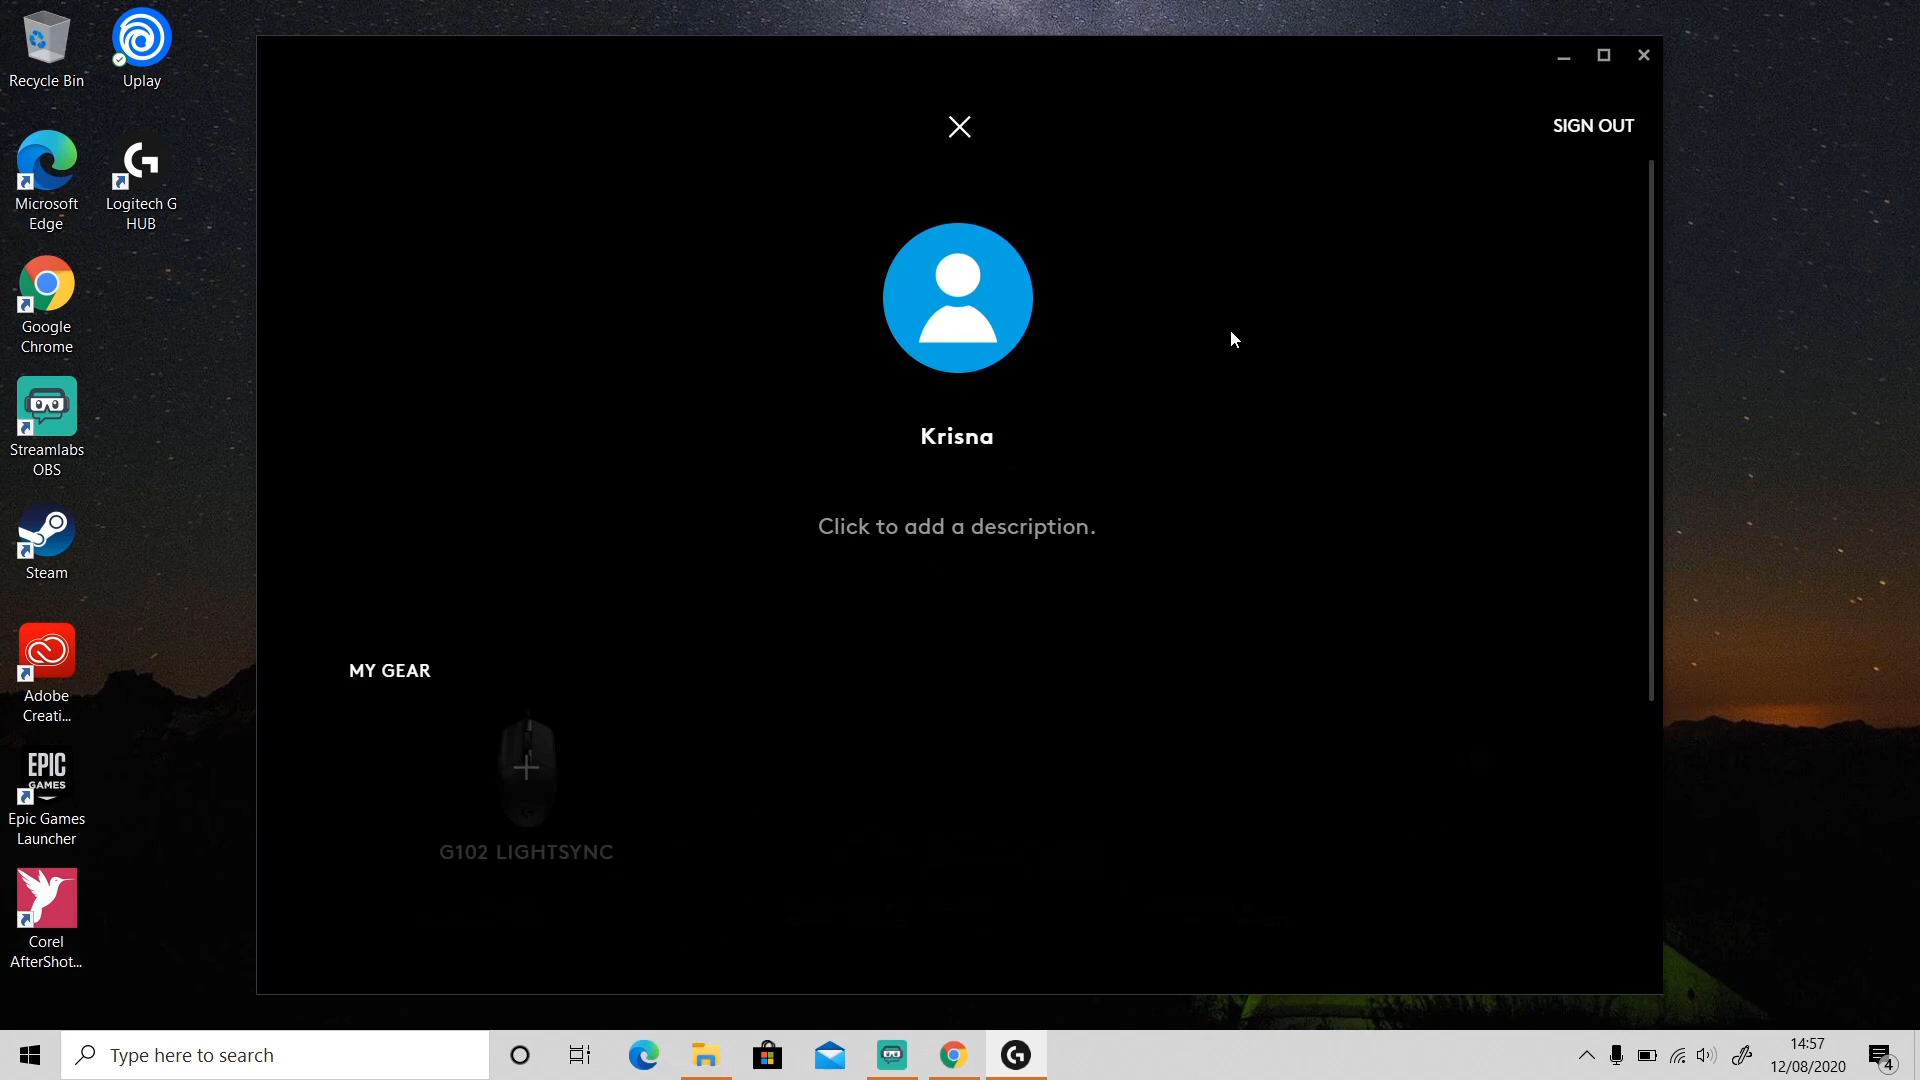 Recycle Bin
Uplay
Microsoft
Edge
Logitech G
HUB
Google
Chrome
Streamlabs
OBS
Steam
Adobe
Creati...
EPIC
GAMES
Epic Games
Launcher
Corel
AfterShot...
SIGN OUT
Krisna
Click to add a description.
MY GEAR
G102 LIGHTSYNC
Type here to search
14:57
12/08/2020
4